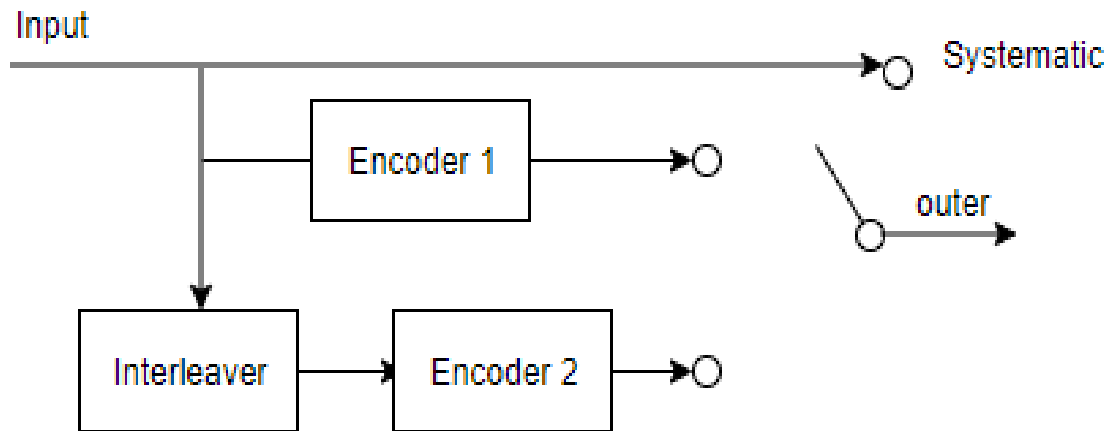 Input
Systematic
Encoder 1
outer
Interleaver
Encoder 2